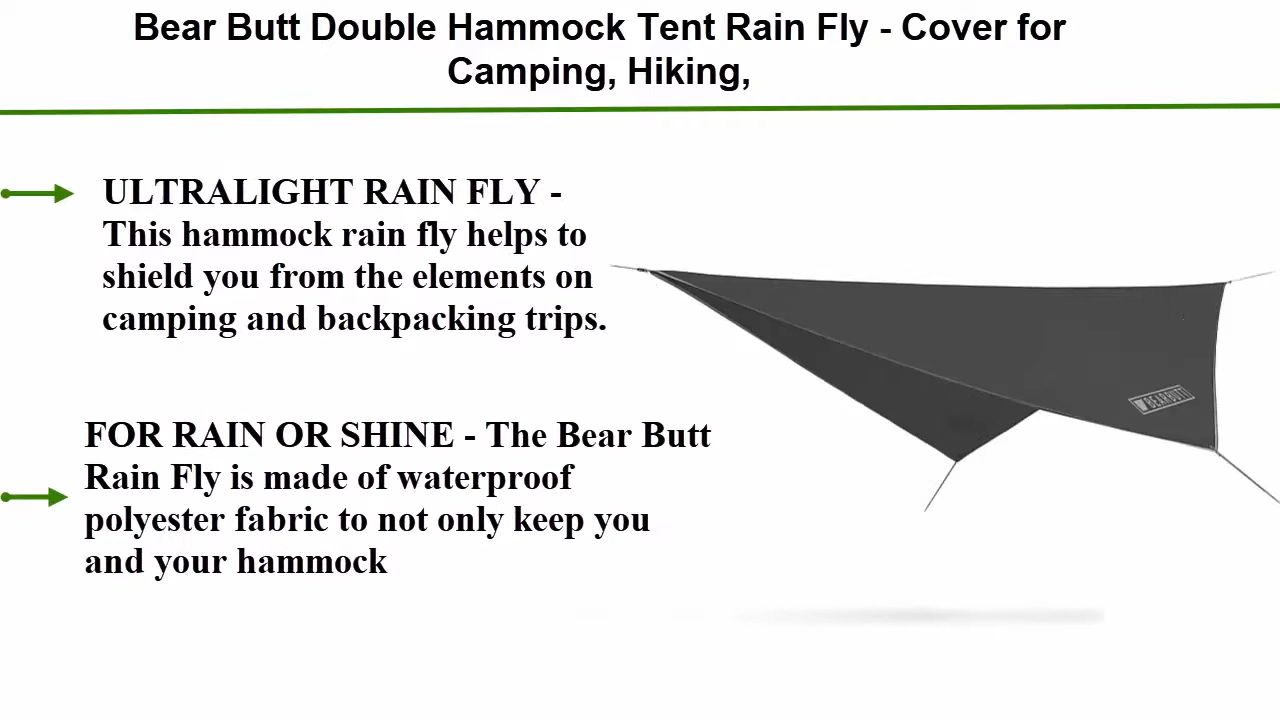 Bear Butt Double Hammock Tent Rain Fly - Cover for
Camping, Hiking,
ULTRALIGHT RAIN FLY -
This hammock rain fly helps to
shield you from the elements on
camping and backpacking trips.
FOR RAIN OR SHINE - The Bear Butt
Rain Fly is made of waterproof
polyester fabric to not only keep you
and your hammock
BEARBUTT